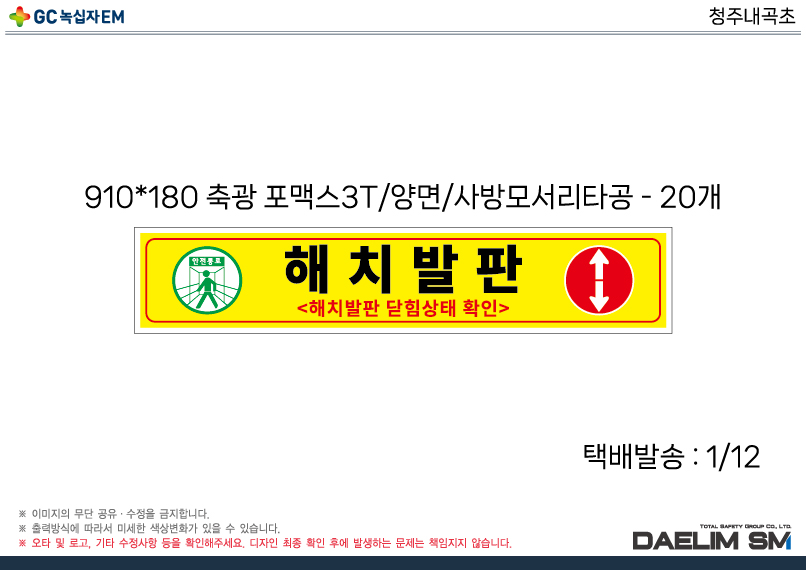 GC녹십자EM
청주내곡초
910*180 축광 포맥스3T/양면/사방모서리타공 - 20개
안전통로
해치발판
<해치발판 닫힘상태 확인>
택배발송 : 1/12
※ 이미지의 무단 공유 · 수정을 금지합니다.
※ 출력방식에 따라서 미세한 색상변화가 있을 수 있습니다.
※ 오타 및 로고, 기타 수정사항 등을 확인해주세요. 디자인 최종 확인 후에 발생하는 문제는 책임지지 않습니다.
TOTAL SAFETY GROUP CO., LTD.
DAELIM SM